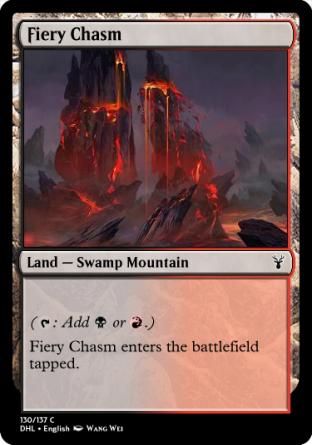 Fiery Chasm
Land — Swamp Mountain
( : Add or .)
Fiery Chasm enters the battlefield
tapped.
130/137 C
DHL • English Wang Wei